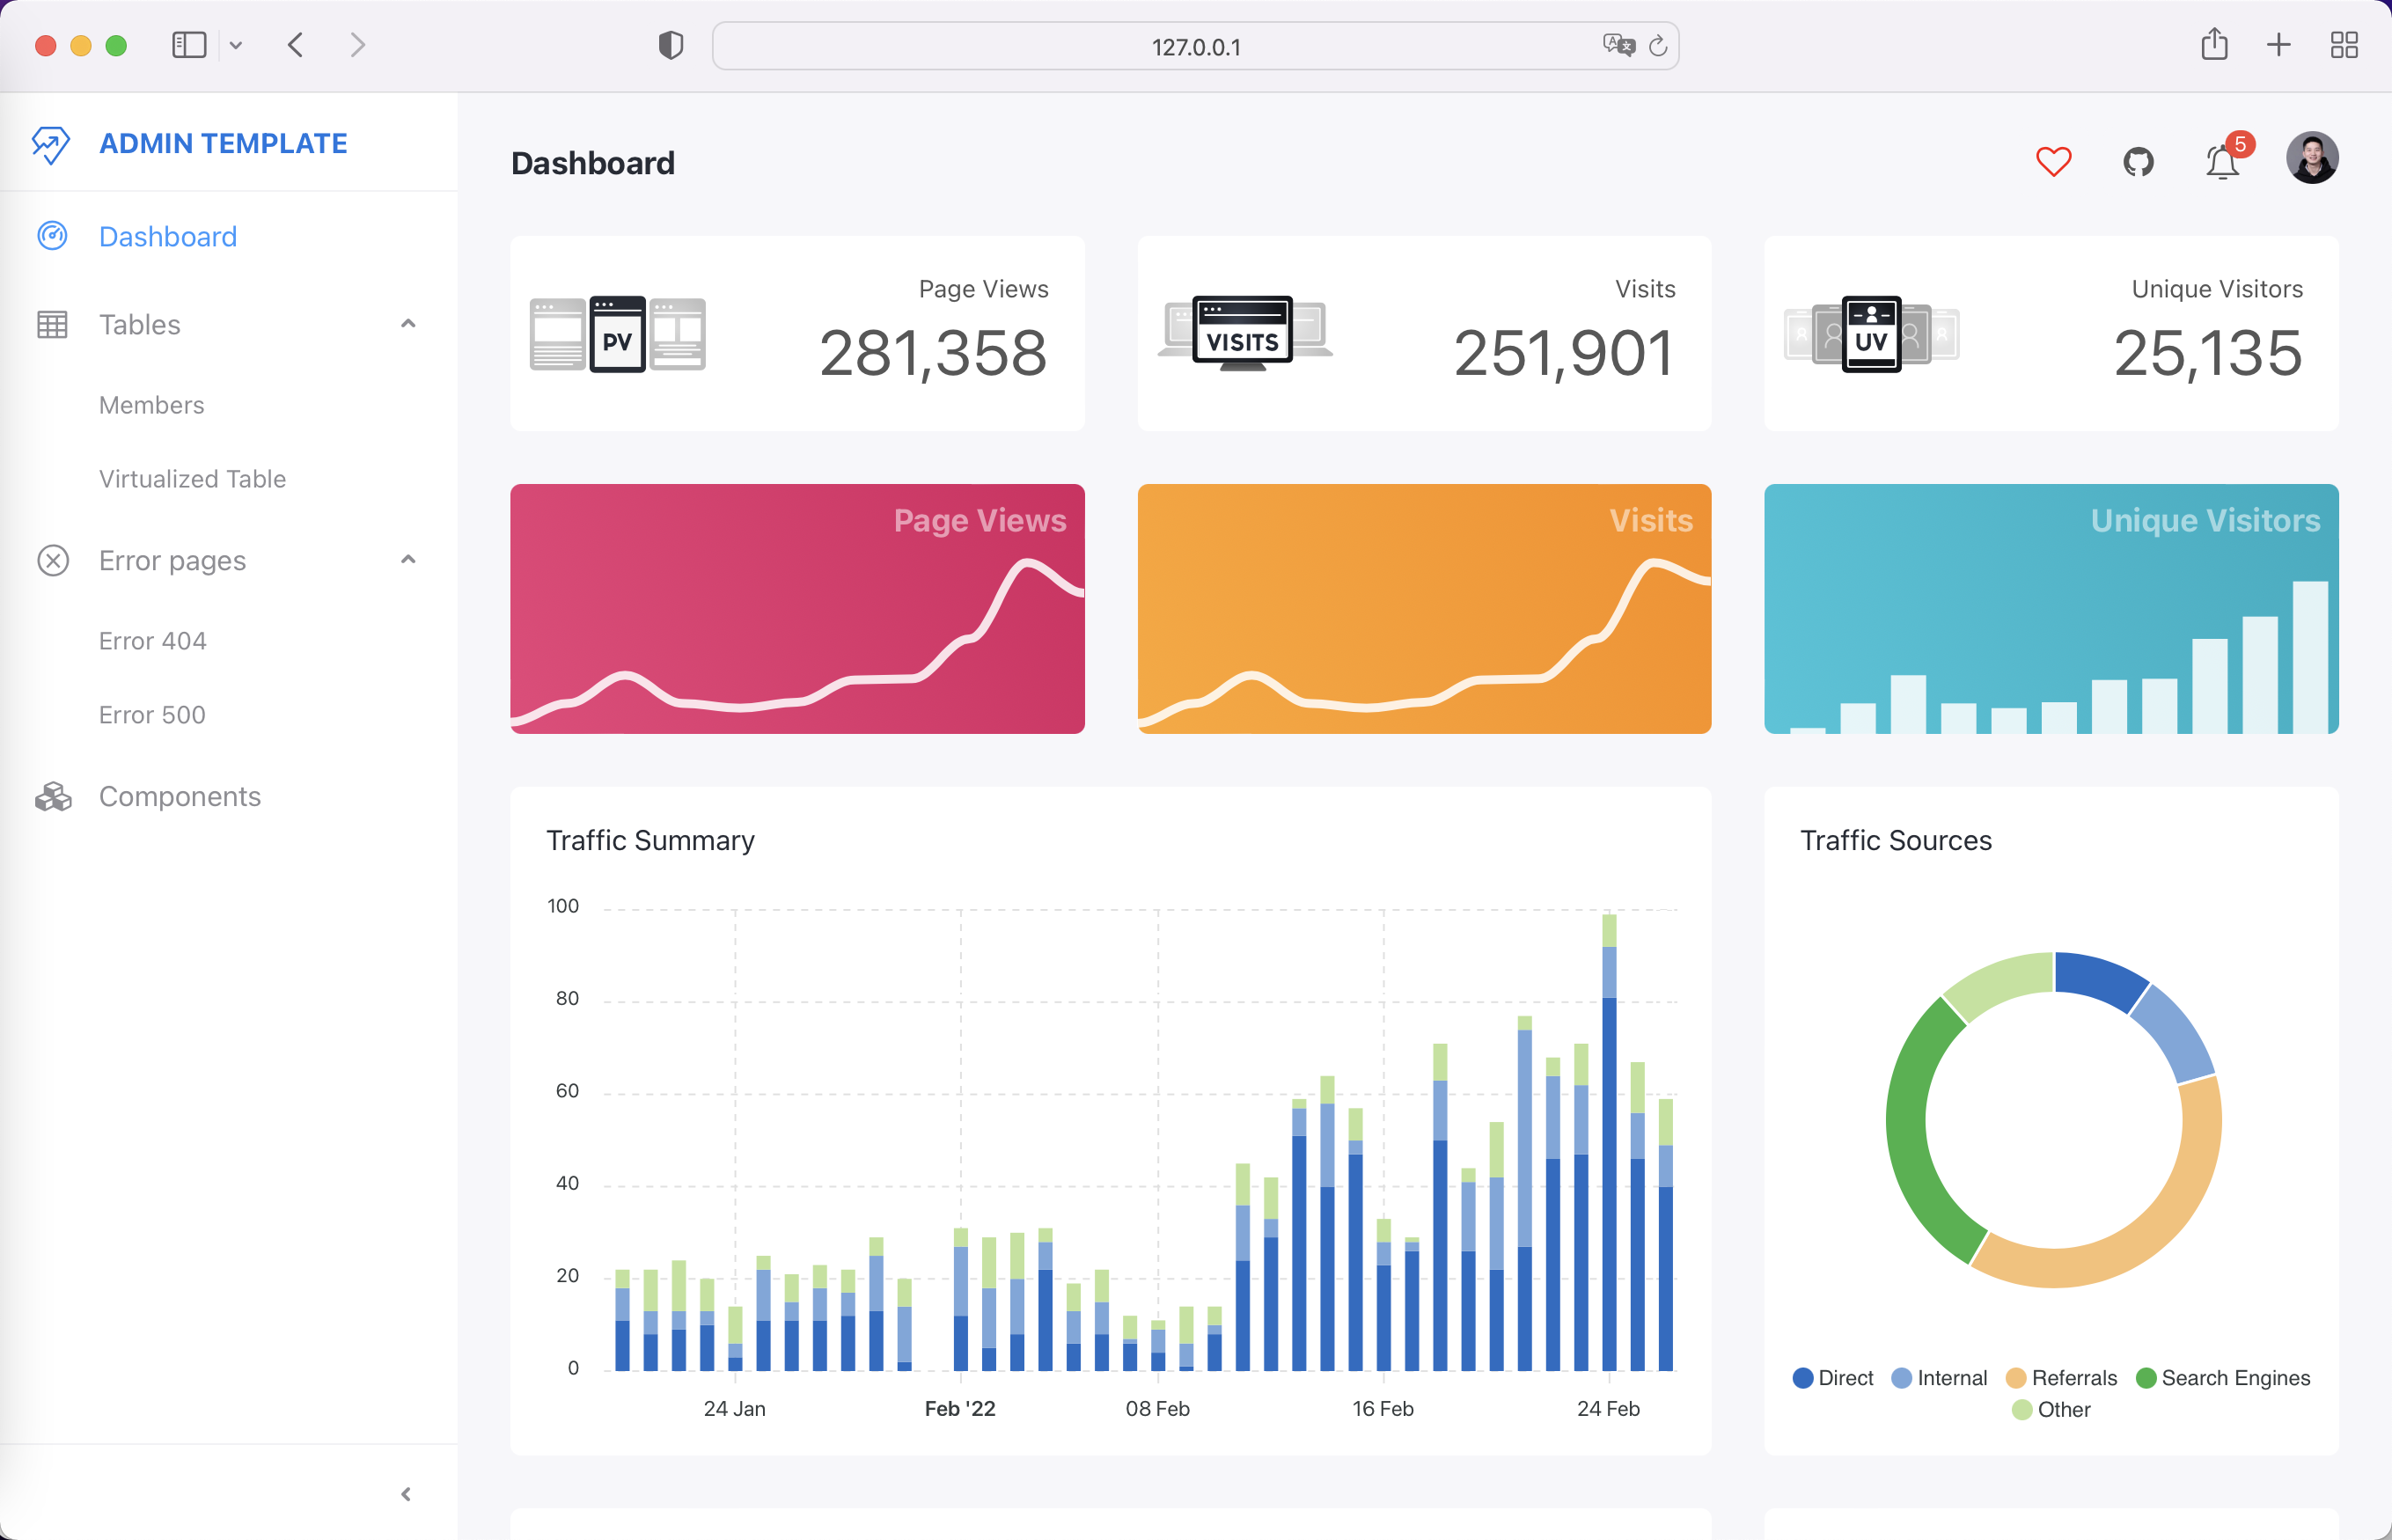 127.0.0.1
ADMIN TEMPLATE
Dashboard
Tables
Members
Virtualized Table
Error pages
Error 404
Error 500
Components
Dashboard
5
PV
Page Views
281,358
VISITS
Visits
251,901
UV
Unique Visitors
25,135
Page Views
Visits
Unique Visitors
Traffic Summary
100
80
60
40
20
0
24 Jan
Feb '22
08 Feb
16 Feb
24 Feb
Traffic Sources
Direct
Internal
Referrals
Search Engines
Other